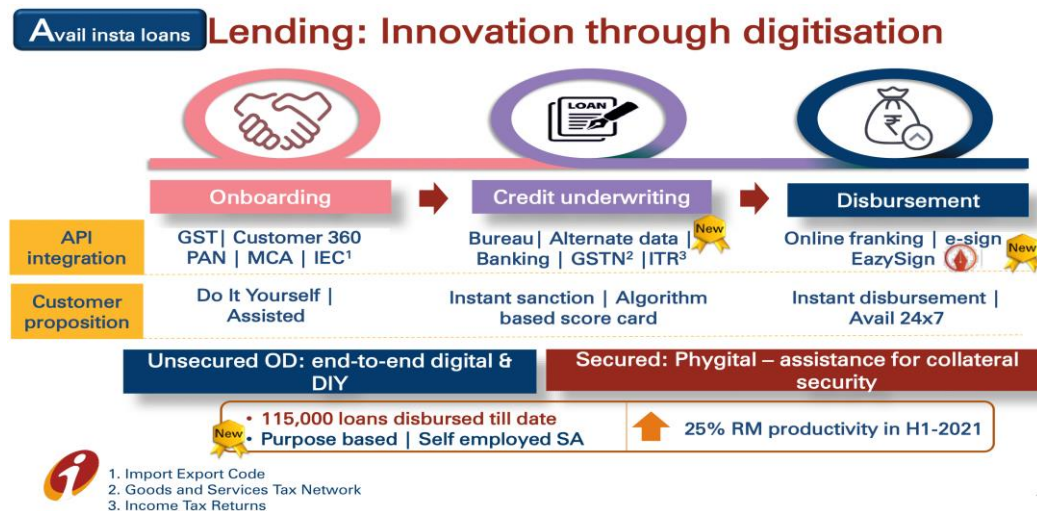 Avail insta loans
Lending: Innovation through digitisation
LOAN
₹
Onboarding
Credit underwriting
Disbursement
API
integration
GST| Customer 360
PAN | MCA | IEC1
Bureau| Alternate data |
Banking | GSTN2 |ITR3
New
Online franking | e-sign
EazySign
New
Customer
proposition
Do It Yourself |
Assisted
Instant sanction | Algorithm
based score card
Instant disbursement |
Avail 24x7
Unsecured OD: end-to-end digital &
DIY
Secured: Phygital – assistance for collateral
security
• 115,000 loans disbursed till date
New
• Purpose based | Self employed SA
25% RM productivity in H1-2021
i
1. Import Export Code
2. Goods and Services Tax Network
3. Income Tax Returns